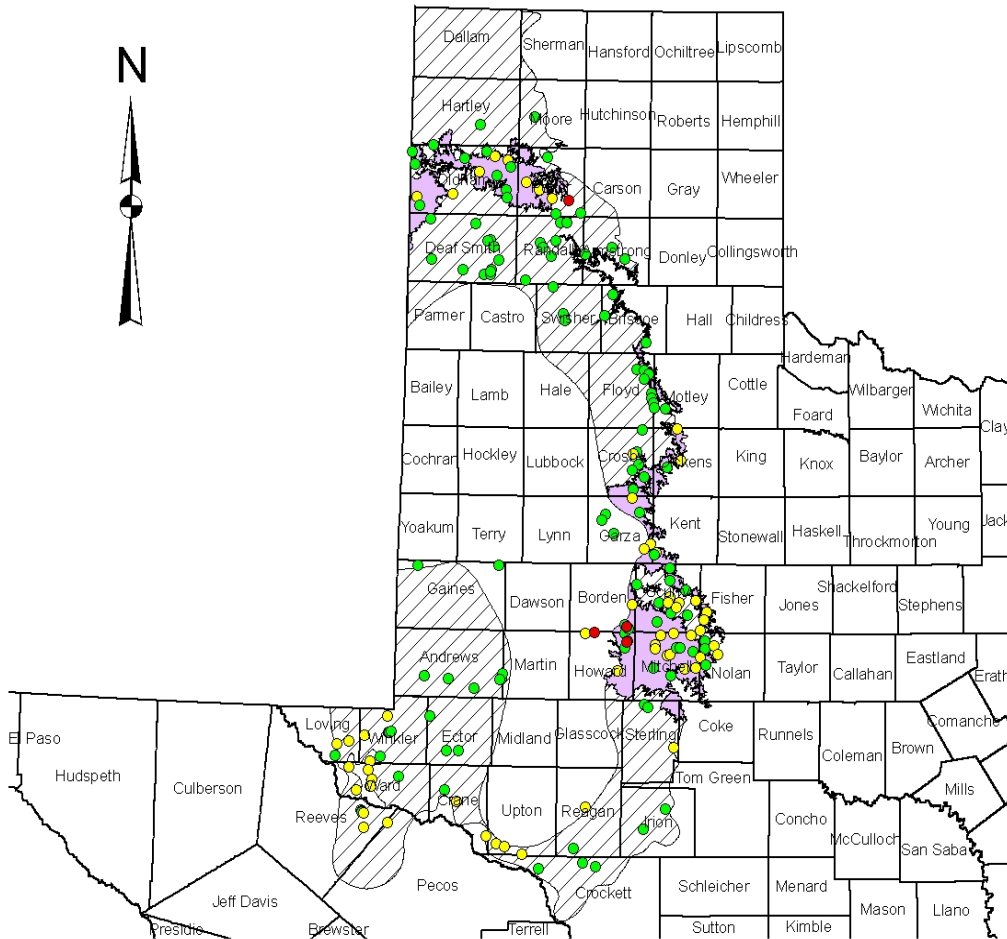 N
Dallam
Sherman
Hansford
Ochiltree
Lipscomb
Hartley
Moore
Hutchinson
Roberts
Hemphill
Oldham
Carson
Gray
Wheeler
Deaf Smith
Randall
Armstrong
Donley
Collingsworth
Parmer
Castro
Swisher
Briscoe
Hall
Childress
Hardeman
Bailey
Lamb
Hale
Floyd
Motley
Cottle
Foard
Wilbarger
Wichita
Clay
Cochran
Hockley
Lubbock
Crosby
King
Knox
Baylor
Archer
Yoakum
Terry
Lynn
Garza
Kent
Stonewall
Haskell
Throckmorton
Young
Jack
Gaines
Dawson
Borden
Fisher
Jones
Shackelford
Stephens
Andrews
Martin
Howard
Mitchell
Nolan
Taylor
Callahan
Eastland
Erath
Loving
Winkler
Ector
Midland
Glasscock
Sterling
Coke
Runnels
Coleman
Brown
Comanche
El Paso
Hudspeth
Culberson
Ward
Crane
Upton
Reagan
Irion
Tom Green
Concho
McCulloch
Mills
San Saba
Reeves
Jeff Davis
Pecos
Crockett
Schleicher
Menard
Mason
Llano
Presidio
Brewster
Terrell
Sutton
Kimble